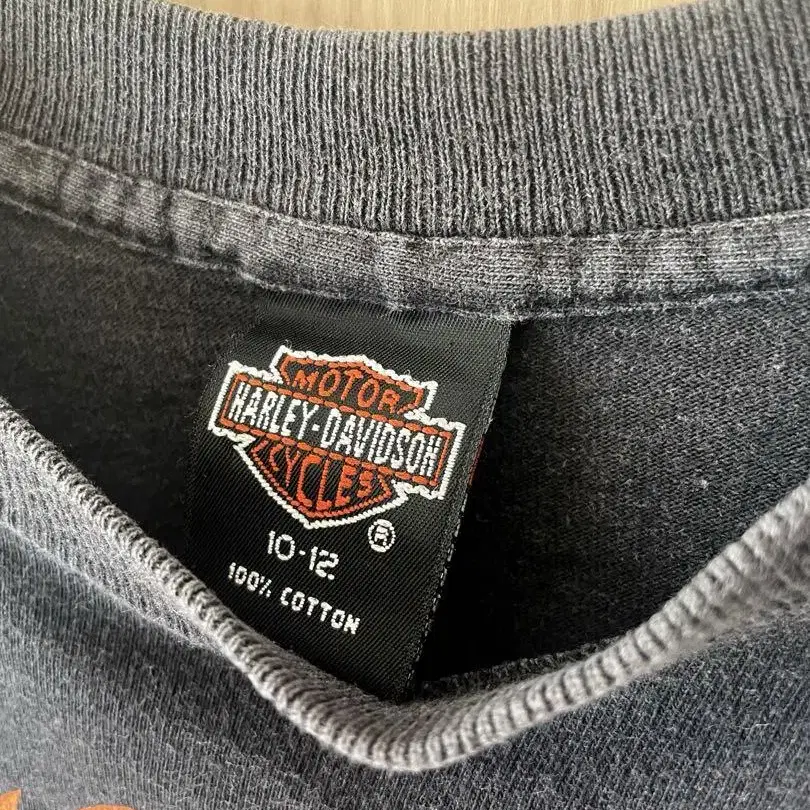 MOTOR
HARLEY-DAVIDSON
CYCLES
®
10-12
100% COTTON